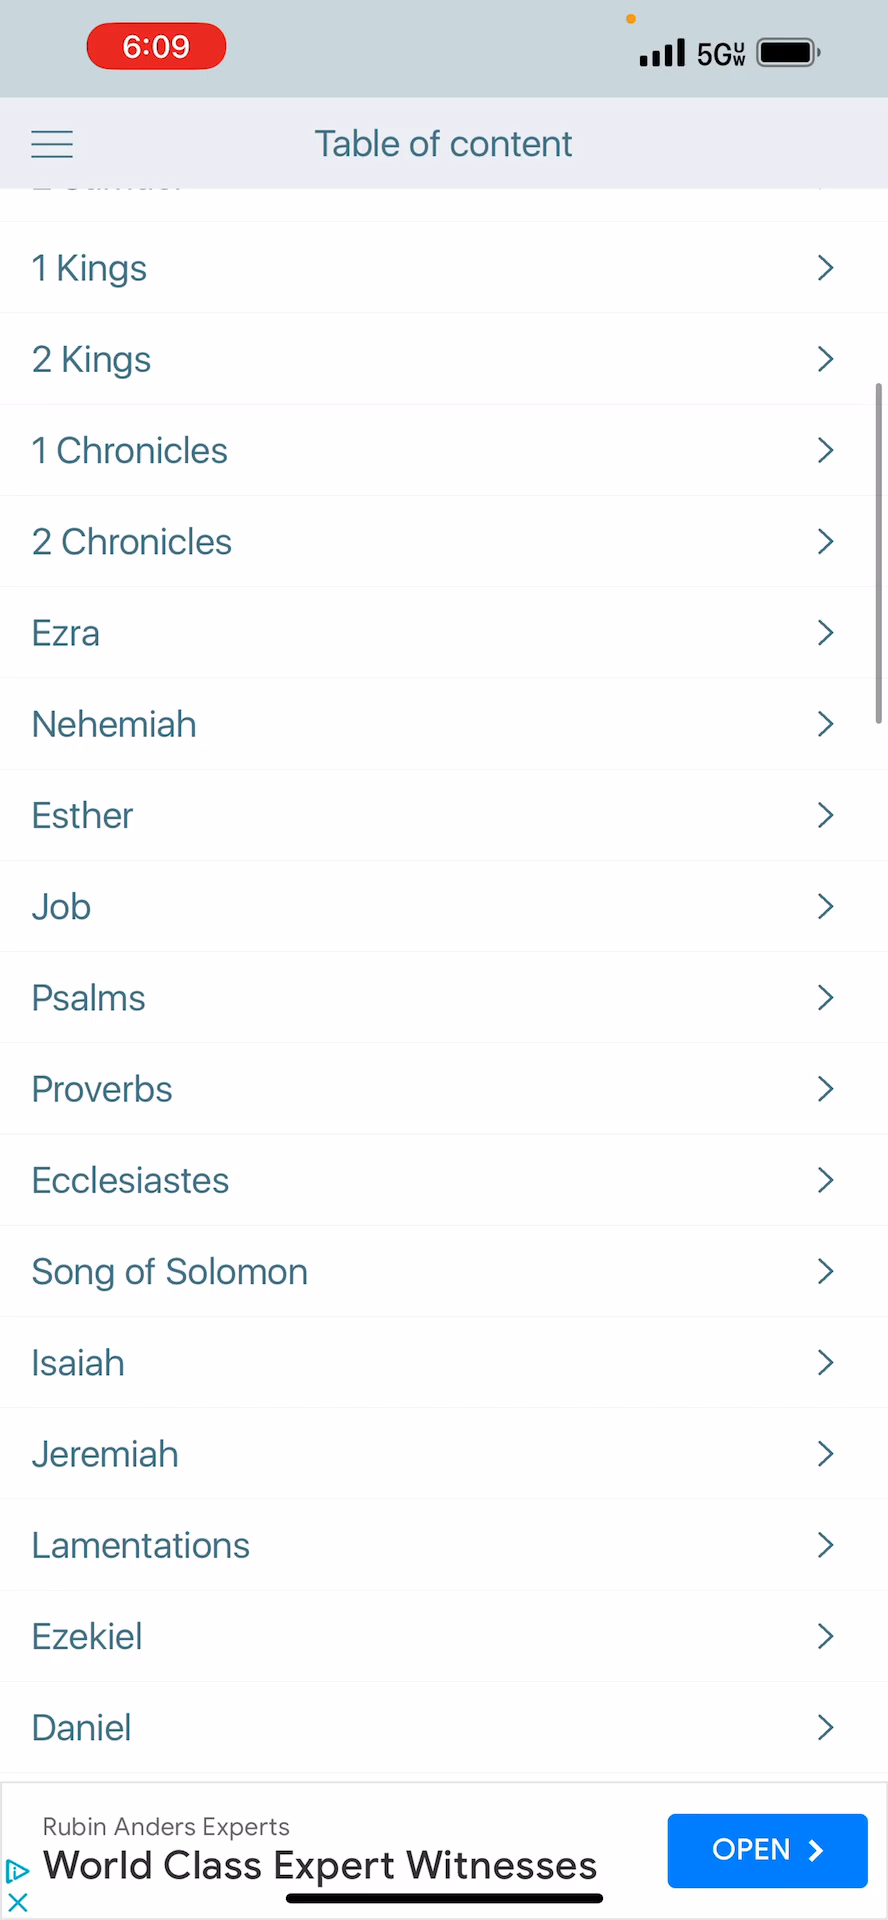 6:09
5G UW
Table of content
1 Kings
2 Kings
1 Chronicles
2 Chronicles
Ezra
Nehemiah
Esther
Job
Psalms
Proverbs
Ecclesiastes
Song of Solomon
Isaiah
Jeremiah
Lamentations
Ezekiel
Daniel
Rubin Anders Experts
World Class Expert Witnesses
OPEN